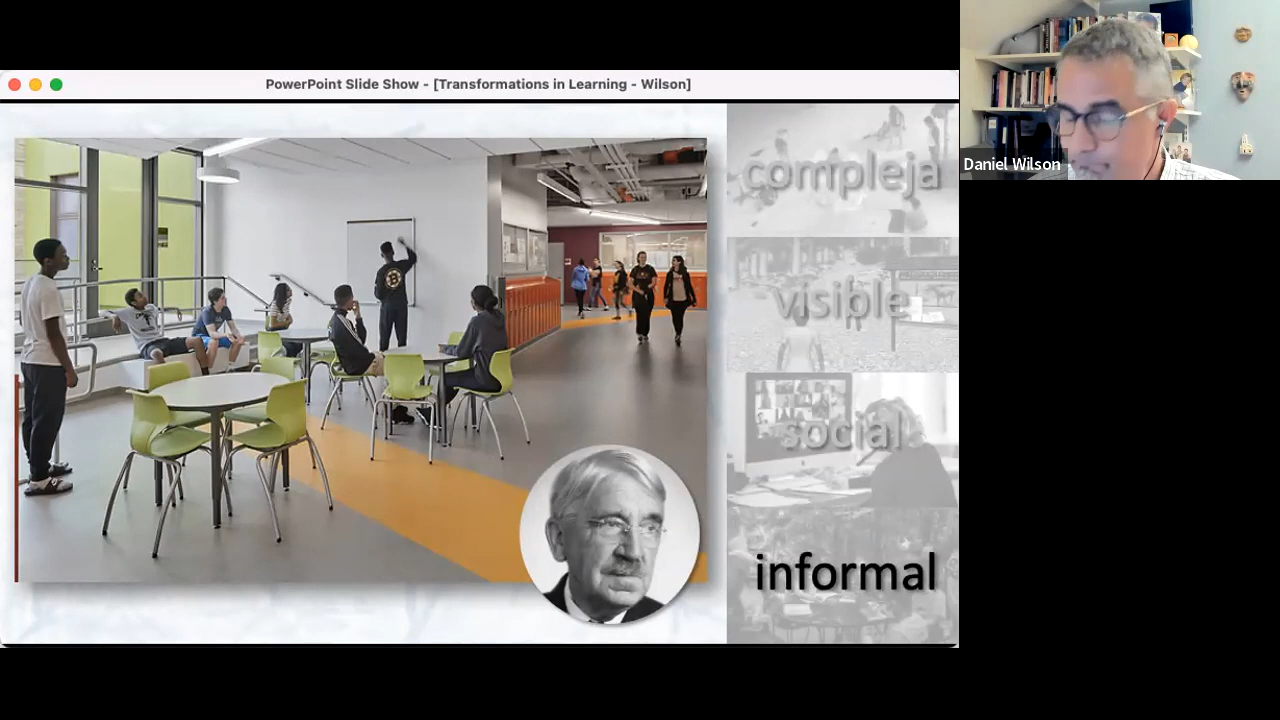 PowerPoint Slide Show - [Transformations in Learning - Wilson]
compleja
visible
social
informal
Daniel Wilson